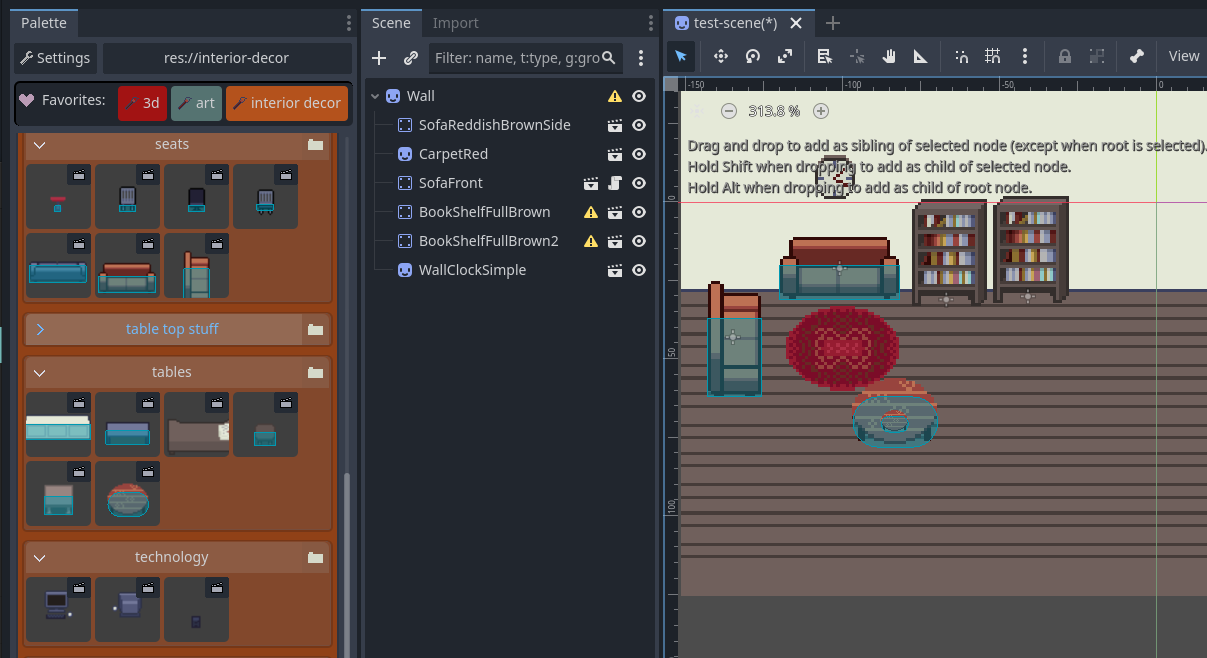 Palette
Settings
res://interior-decor
Favorites:
3d
art
interior decor
seats
table top stuff
tables
technology
Scene
Import
Filter: name, t:type, g:gro
Wall
SofaReddishBrownSide
CarpetRed
SofaFront
BookShelfFullBrown
BookShelfFullBrown2
WallClockSimple
test-scene(*)
View
-150
-100
-50
0
313.8 %
Drag and drop to add as sibling of selected node (except when root is selected).
Hold Shift when dropping to add as child of selected node.
Hold Alt when dropping to add as child of root node.
0
50
100